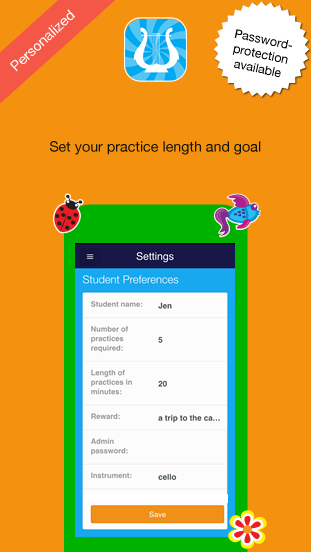 Personalized
Password-
protection
available
Set your practice length and goal
Settings
Student Preferences
Student name: Jen
Number of
practices
required: 5
Length of
practices in
minutes: 20
Reward: a trip to the ca...
Admin
password:
Instrument: cello
Save